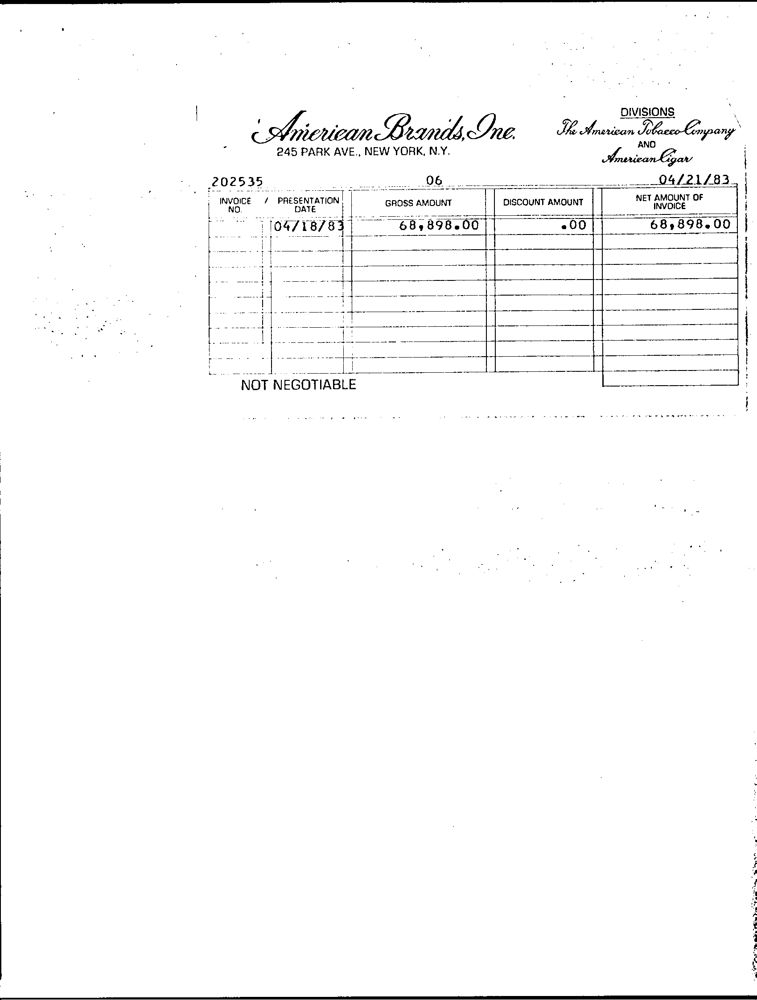 DIVISIONS
American Brands, Inc.
The American Tobacco Company
AND
245 PARK AVE., NEW YORK, N.Y.
American Cigar
202535 06 04/21/83
INVOICE NO. / PRESENTATION DATE GROSS AMOUNT DISCOUNT AMOUNT NET AMOUNT OF INVOICE
04/18/83 68,898.00 .00 68,898.00
NOT NEGOTIABLE